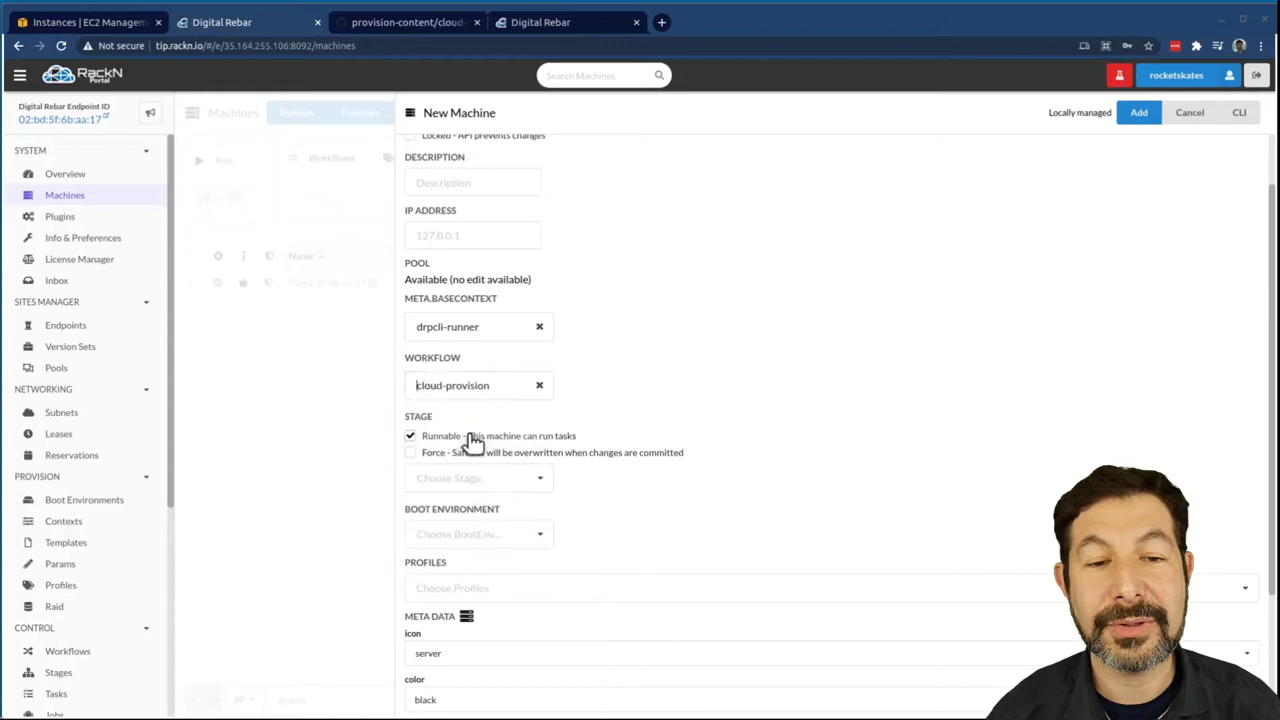 Instances | EC2 Managem
Digital Rebar
provision-content/cloud-
Digital Rebar
Not secure
tip.rackn.io/#/e/35.164.255.106:8092/machines
RackN
Portal
Search Machines
rocketskates
Digital Rebar Endpoint ID
02:bd:5f:6b:aa:17
Machines
Refresh
New Machine
Locally managed
Add
Cancel
CLI
SYSTEM
Overview
Machines
Plugins
Info & Preferences
License Manager
Inbox
SITES MANAGER
Endpoints
Version Sets
Pools
NETWORKING
Subnets
Leases
Reservations
PROVISION
Boot Environments
Contexts
Templates
Params
Profiles
Raid
CONTROL
Workflows
Stages
Tasks
Jobs
Run
Workflows
Name
20
Locked - API prevents changes
DESCRIPTION
Description
IP ADDRESS
127.0.0.1
POOL
Available (no edit available)
META.BASECONTEXT
drpcli-runner
WORKFLOW
cloud-provision
STAGE
Runnable - this machine can run tasks
Force - Sa will be overwritten when changes are committed
Choose Stage...
BOOT ENVIRONMENT
Choose BootEnv...
PROFILES
Choose Profiles
META DATA
icon
server
color
black